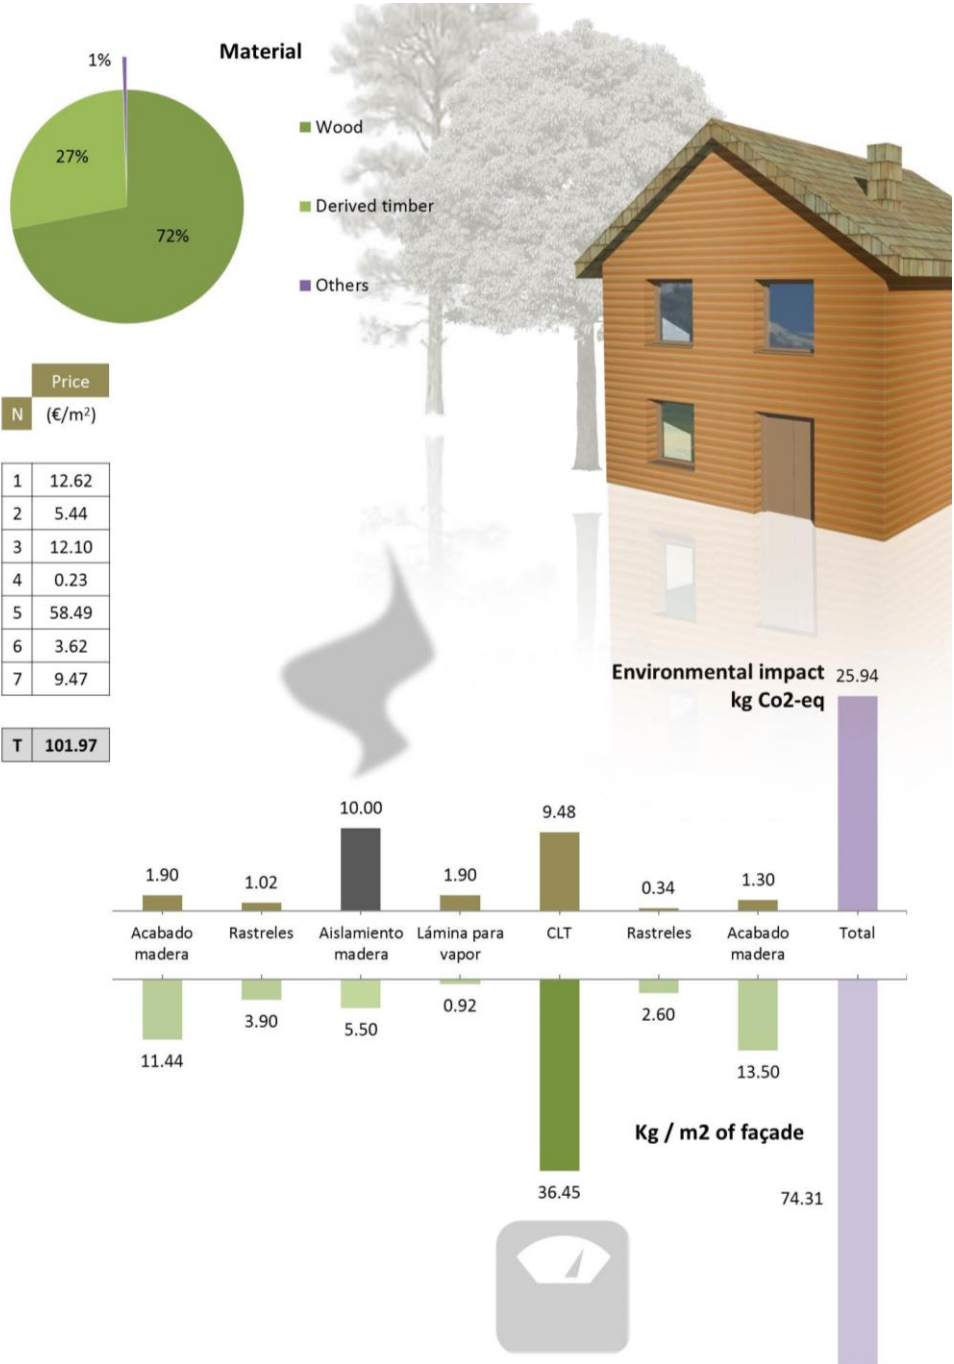 Material
1%
27%
72%
Wood
Derived timber
Others
Price
N (€/m²)
1 12.62
2 5.44
3 12.10
4 0.23
5 58.49
6 3.62
7 9.47
T 101.97
Environmental impact
kg Co2-eq
25.94
10.00
9.48
1.90
1.02
1.90
0.34
1.30
Acabado
madera
Rastreles
Aislamiento
madera
Lámina para
vapor
CLT
Rastreles
Acabado
madera
Total
11.44
3.90
5.50
0.92
36.45
2.60
13.50
Kg / m2 of façade
74.31